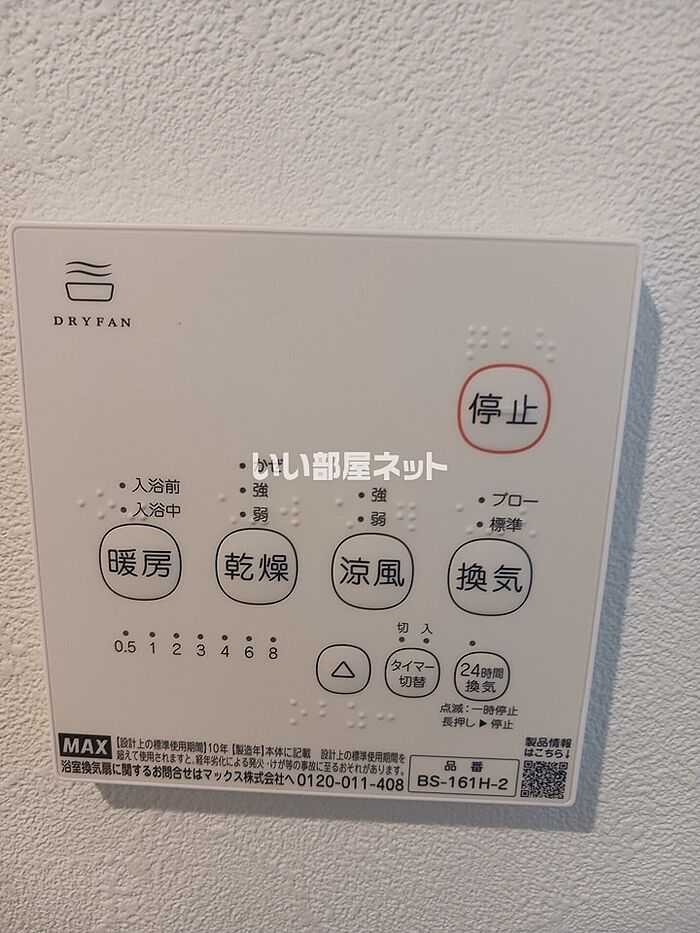 DRYFAN
停止
いい部屋ネット
• 入浴前
• 入浴中
• 強
• 弱
• 強
• 弱
• ブロー
• 標準
暖房
乾燥
涼風
換気
0.5 1 2 3 4 6 8
切 入
△
タイマー
切替
24時間
換気
点滅:一時停止
長押し▶停止
MAX
【設計上の標準使用期間】10年【製造年】本体に記載 設計上の標準使用期間を
超えて使用されますと、経年劣化による発火・けが等の事故に至るおそれがあります。
浴室換気扇に関するお問合せはマックス株式会社へ 0120-011-408
品番
BS-161H-2
製品情報
はこちら↓